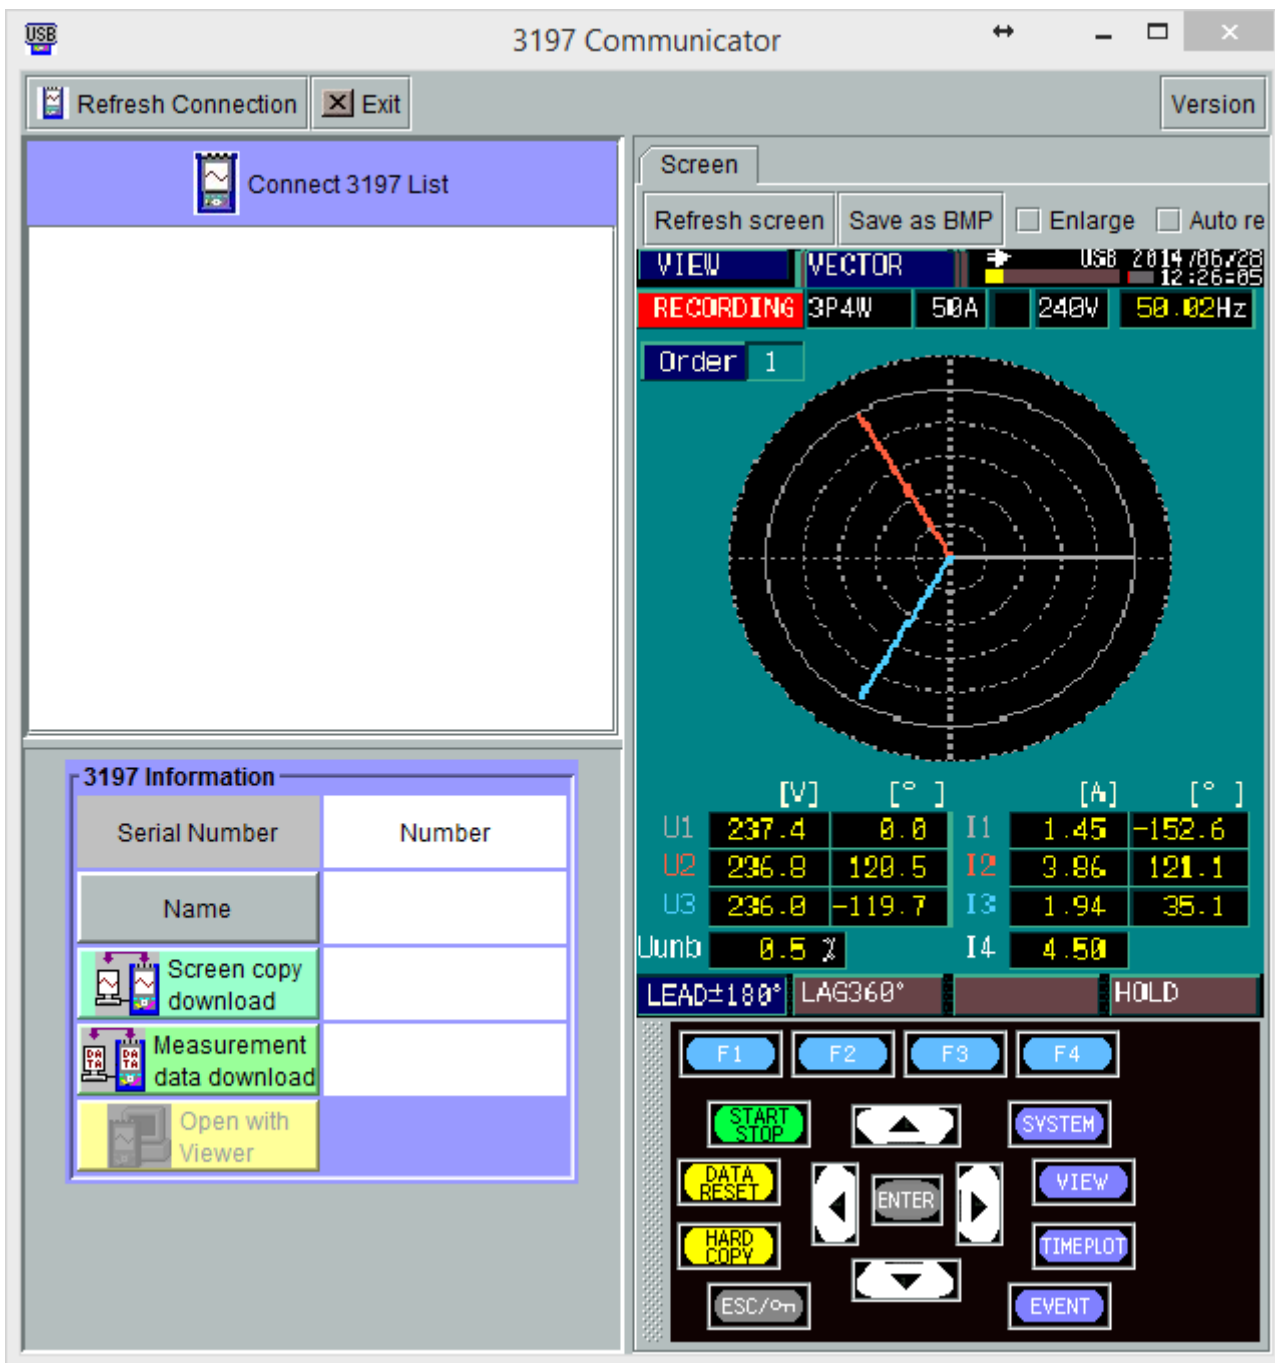 USB
3197 Communicator
Refresh Connection
Exit
Version
Connect 3197 List
Screen
Refresh screen
Save as BMP
Enlarge
Auto re
VIEW
VECTOR
USB
2014/06/28
12:26:05
RECORDING
3P4W
50A
240V
50.02Hz
Order 1
[V] [° ] [A] [° ]
U1 237.4 0.0 I1 1.45 -152.6
U2 236.8 120.5 I2 3.86 121.1
U3 236.0 -119.7 I3 1.94 35.1
Uunb 0.5 % I4 4.50
LEAD±180° LAG360° HOLD
3197 Information
Serial Number
Number
Name
Screen copy
download
DATA DATA
Measurement
data download
Open with
Viewer
F1 F2 F3 F4
START
STOP
SYSTEM
DATA
RESET
ENTER
VIEW
HARD
COPY
TIMEPLOT
ESC/
EVENT